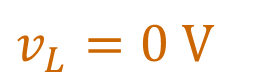 𝑣_𝐿 = 0 V